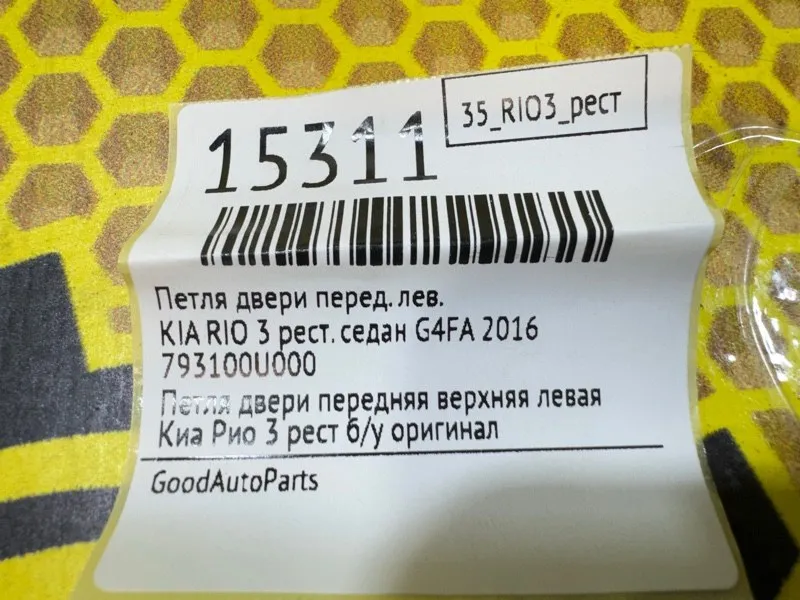 35_RIO3_рест
15311
Петля двери перед. лев.
KIA RIO 3 рест. седан G4FA 2016
793100U000
Петля двери передняя верхняя левая
Киа Рио 3 рест б/у оригинал
GoodAutoParts